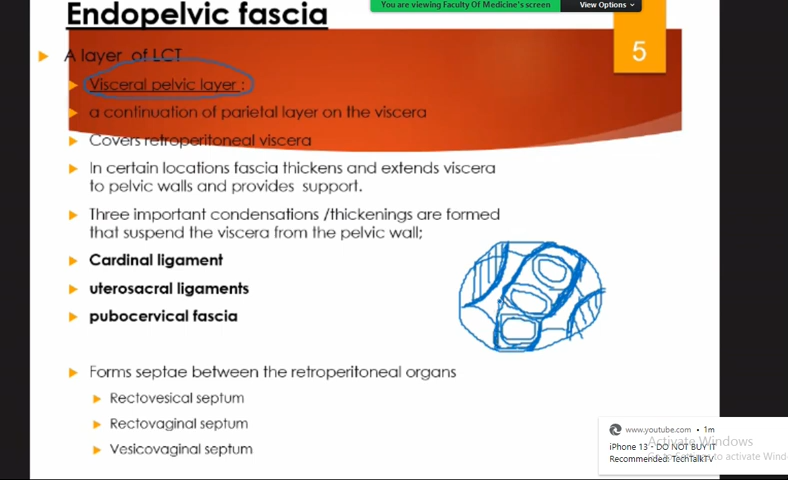 Endopelvic fascia
You are viewing Faculty Of Medicine's screen
View Options
5
A layer of LCT
Visceral pelvic layer :
a continuation of parietal layer on the viscera
Covers retroperitoneal viscera
In certain locations fascia thickens and extends viscera
to pelvic walls and provides support.
Three important condensations /thickenings are formed
that suspend the viscera from the pelvic wall;
Cardinal ligament
uterosacral ligaments
pubocervical fascia
Forms septae between the retroperitoneal organs
Rectovesical septum
Rectovaginal septum
Vesicovaginal septum
www.youtube.com • 1m
iPhone 13 - DO NOT BUY IT
Recommended: TechTalkTV
Activate Windows
to activate Wind